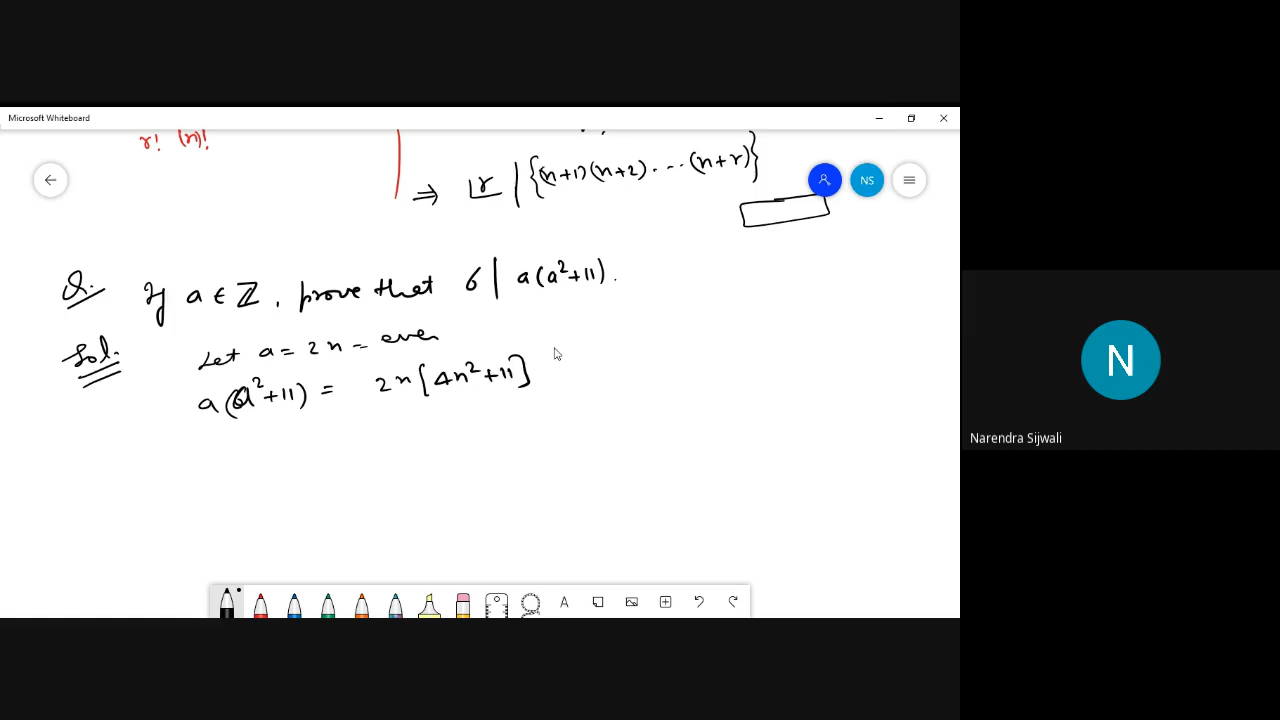 Microsoft Whiteboard
r! (n)!
⇒ |r | {(n+1)(n+2)...(n+r)}
NS
Q. If a ∈ ℤ, prove that 6 | a(a²+11).
Sol. Let a = 2n - even
a(a²+11) = 2n[4n²+11]
N
Narendra Sijwali
A